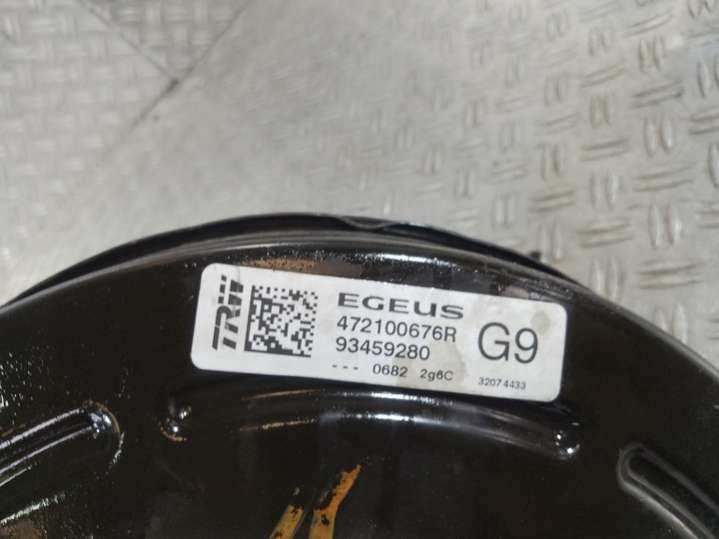 TRW
EGEUS
472100676R
93459280
G9
--- 0682 2g6C
32074433